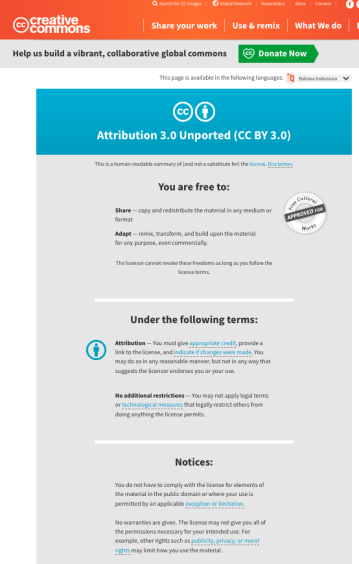 Search for CC Images | Global Network | Newsletters | Store | Contact |
creative
commons
Share your work | Use & remix | What We do |
Help us build a vibrant, collaborative global commons
Donate Now
This page is available in the following languages:
Bahasa Indonesia
Attribution 3.0 Unported (CC BY 3.0)
This is a human-readable summary of (and not a substitute for) the license. Disclaimer.
You are free to:
Share — copy and redistribute the material in any medium or
format
Adapt — remix, transform, and build upon the material
for any purpose, even commercially.
Free Cultural
APPROVED FOR
Works
The licensor cannot revoke these freedoms as long as you follow the
license terms.
Under the following terms:
Attribution — You must give appropriate credit, provide a
link to the license, and indicate if changes were made. You
may do so in any reasonable manner, but not in any way that
suggests the licensor endorses you or your use.
No additional restrictions — You may not apply legal terms
or technological measures that legally restrict others from
doing anything the license permits.
Notices:
You do not have to comply with the license for elements of
the material in the public domain or where your use is
permitted by an applicable exception or limitation.
No warranties are given. The license may not give you all of
the permissions necessary for your intended use. For
example, other rights such as publicity, privacy, or moral
rights may limit how you use the material.